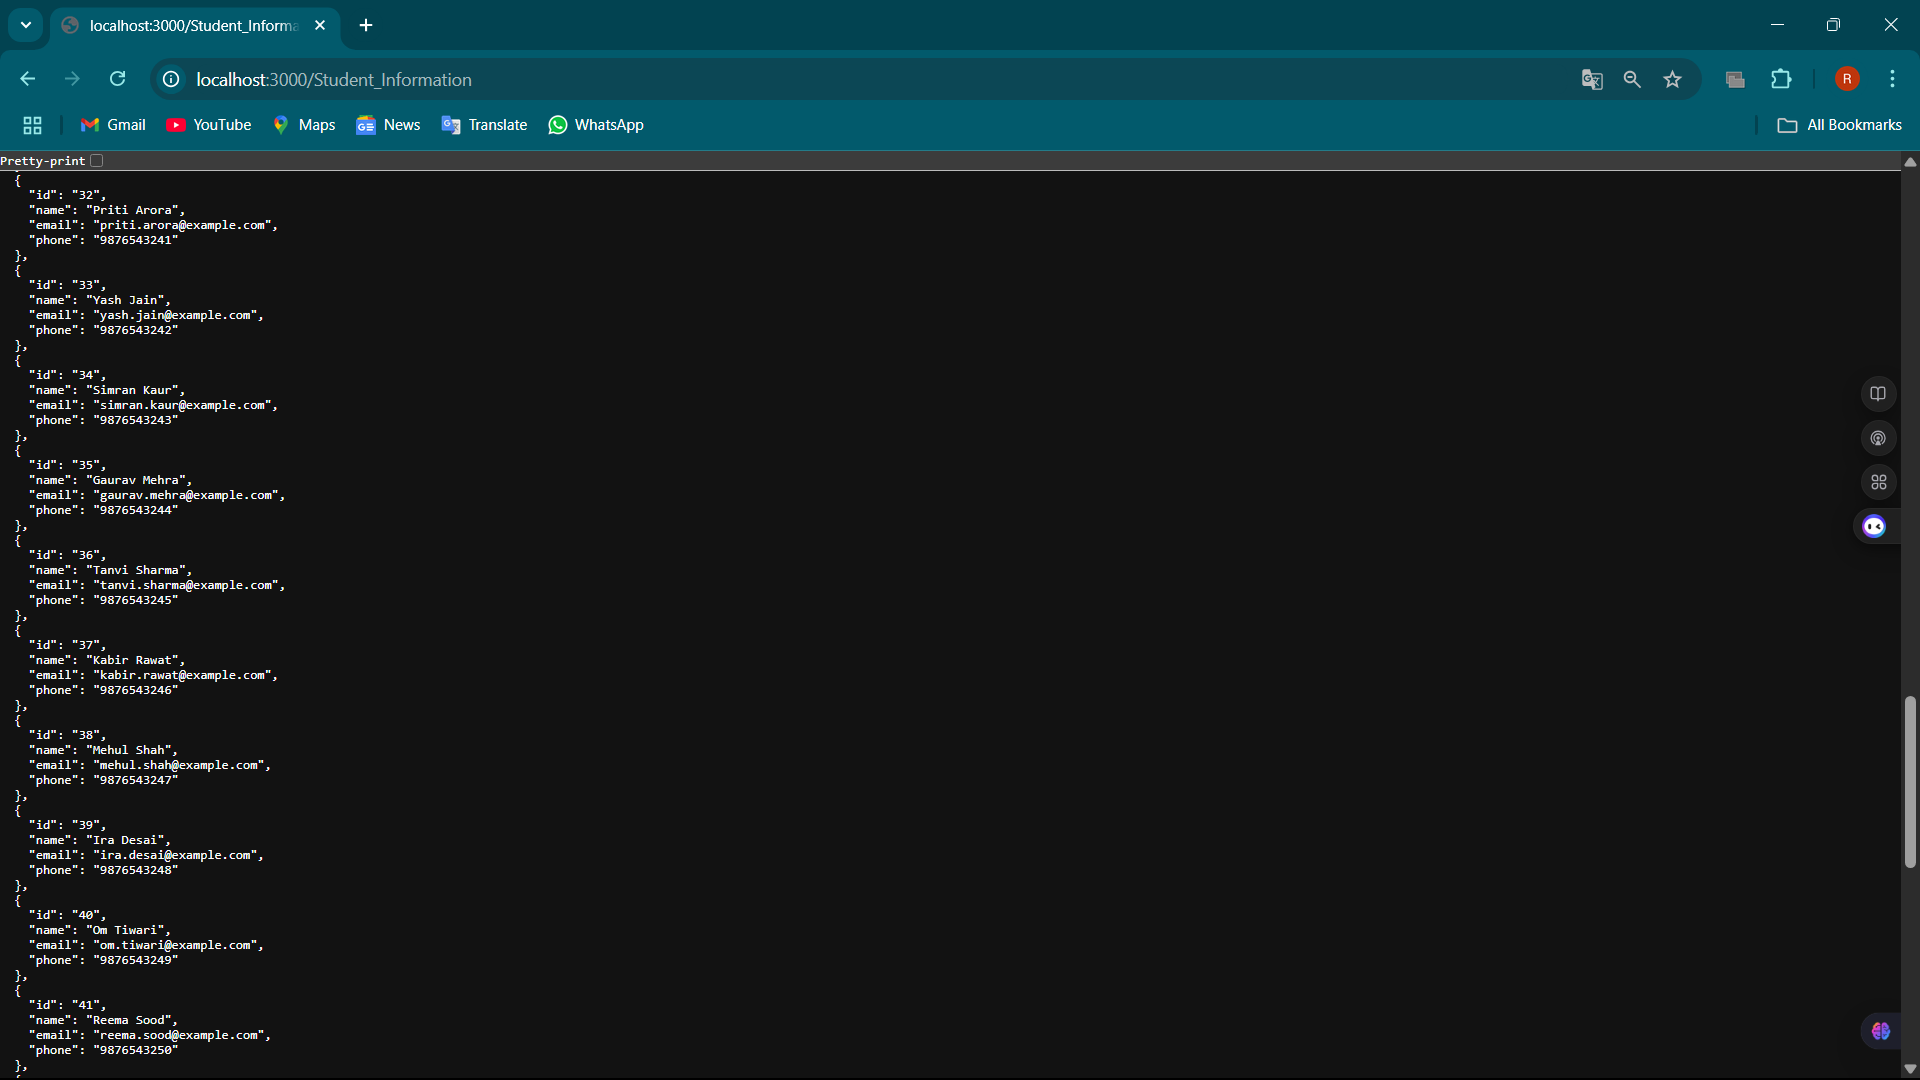 localhost:3000/Student_Informa
localhost:3000/Student_Information
R
Gmail
YouTube
Maps
News
Translate
WhatsApp
All Bookmarks
Pretty-print
{
"id": "32",
"name": "Priti Arora",
"email": "priti.arora@example.com",
"phone": "9876543241"
},
{
"id": "33",
"name": "Yash Jain",
"email": "yash.jain@example.com",
"phone": "9876543242"
},
{
"id": "34",
"name": "Simran Kaur",
"email": "simran.kaur@example.com",
"phone": "9876543243"
},
{
"id": "35",
"name": "Gaurav Mehra",
"email": "gaurav.mehra@example.com",
"phone": "9876543244"
},
{
"id": "36",
"name": "Tanvi Sharma",
"email": "tanvi.sharma@example.com",
"phone": "9876543245"
},
{
"id": "37",
"name": "Kabir Rawat",
"email": "kabir.rawat@example.com",
"phone": "9876543246"
},
{
"id": "38",
"name": "Mehul Shah",
"email": "mehul.shah@example.com",
"phone": "9876543247"
},
{
"id": "39",
"name": "Ira Desai",
"email": "ira.desai@example.com",
"phone": "9876543248"
},
{
"id": "40",
"name": "Om Tiwari",
"email": "om.tiwari@example.com",
"phone": "9876543249"
},
{
"id": "41",
"name": "Reema Sood",
"email": "reema.sood@example.com",
"phone": "9876543250"
},